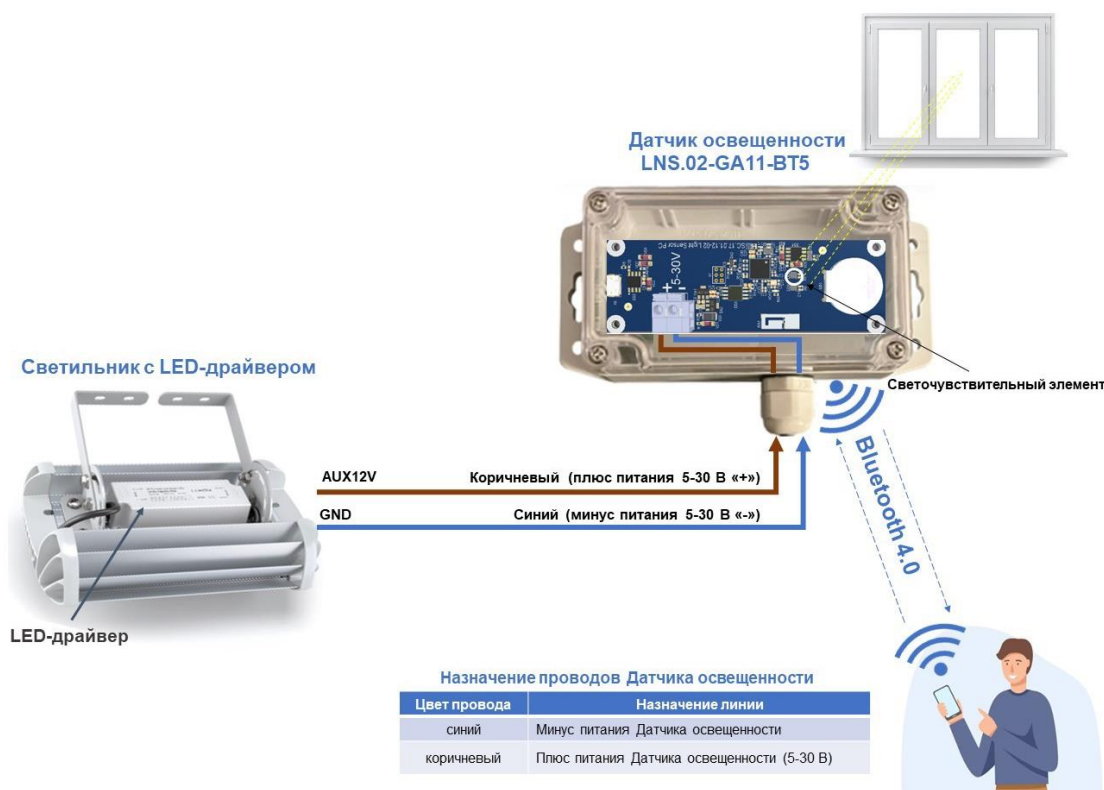 Датчик освещенности
LNS.02-GA11-BT5
5-30V
+ -
Светочувствительный элемент
Светильник с LED-драйвером
AUX12V
Коричневый (плюс питания 5-30 В «+»)
GND
Синий (минус питания 5-30 В «-»)
Bluetooth 4.0
LED-драйвер
Назначение проводов Датчика освещенности
Цвет провода Назначение линии
синий Минус питания Датчика освещенности
коричневый Плюс питания Датчика освещенности (5-30 В)